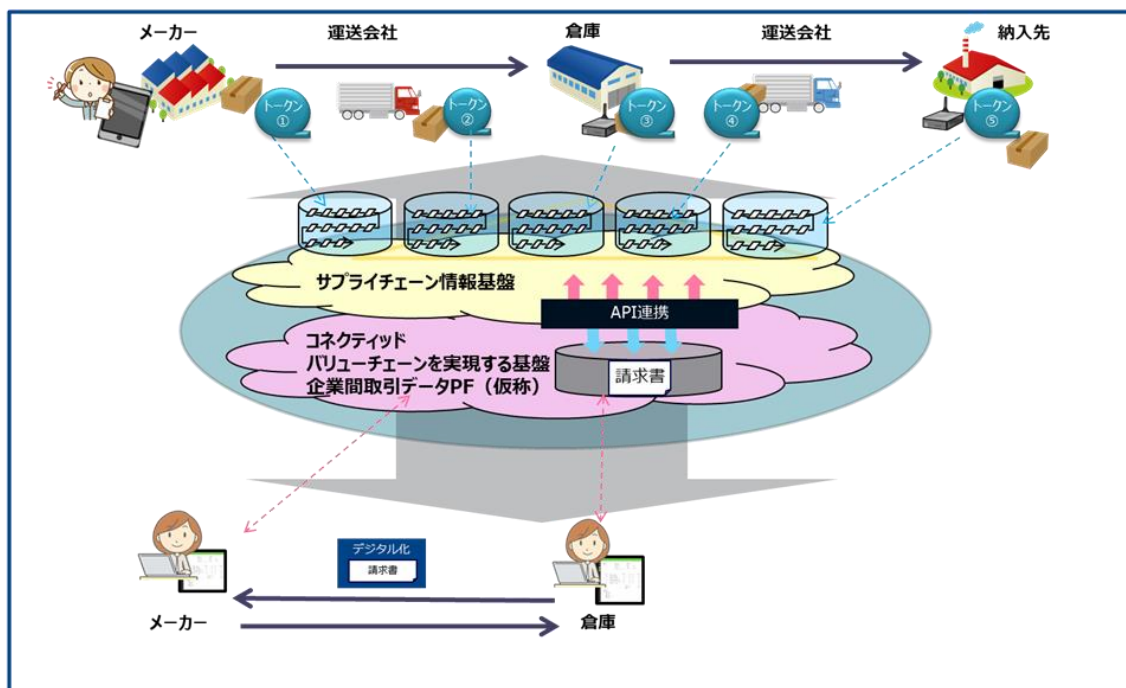 メーカー
運送会社
倉庫
運送会社
納入先
トークン
①
トークン
②
トークン
③
トークン
④
トークン
⑤
サプライチェーン情報基盤
API連携
コネクティッド
バリューチェーンを実現する基盤
企業間取引データPF(仮称)
請求書
デジタル化
請求書
メーカー
倉庫